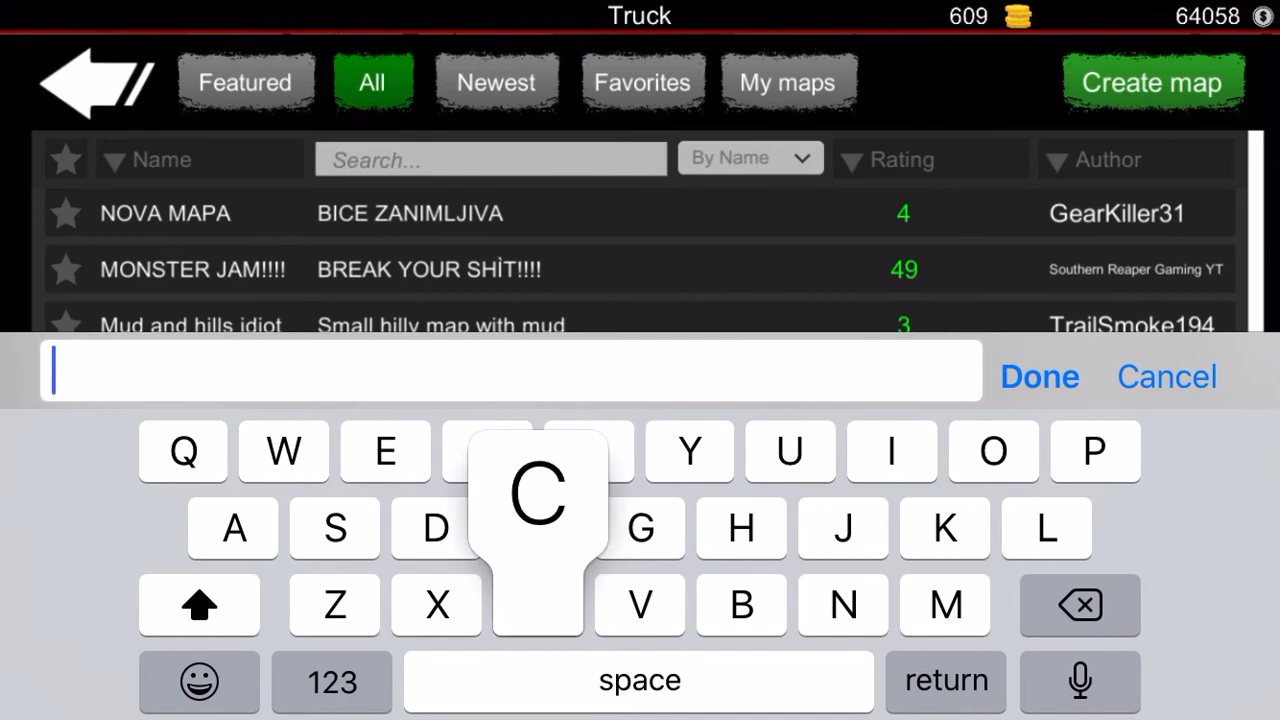 Truck 609 64058
Featured All Newest Favorites My maps Create map
Name Search... By Name Rating Author
NOVA MAPA BICE ZANIMLJIVA 4 GearKiller31
MONSTER JAM!!!! BREAK YOUR SHÌT!!!! 49 Southern Reaper Gaming YT
Mud and hills idiot Small hilly map with mud 3 TrailSmoke194
Done Cancel
Q W E Y U I O P
A S D C G H J K L
Z X V B N M
123 space return